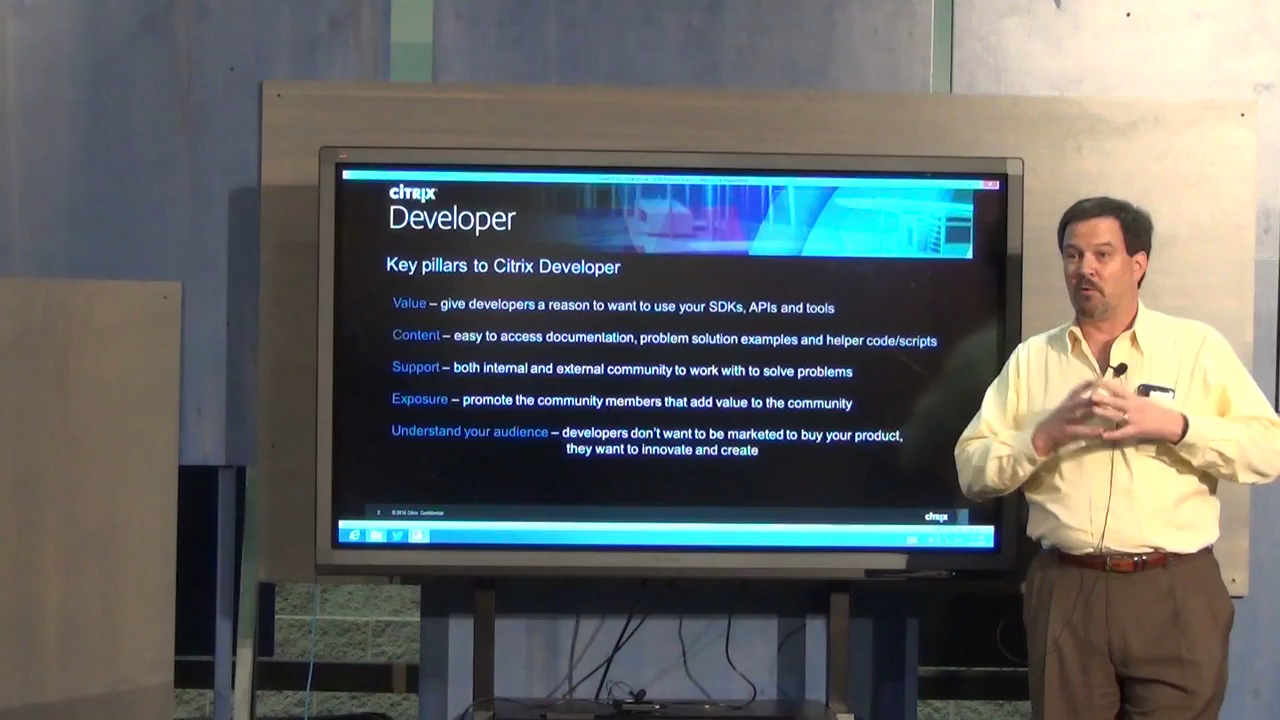 CITRIX
Developer
Key pillars to Citrix Developer
Value – give developers a reason to want to use your SDKs, APIs and tools
Content – easy to access documentation, problem solution examples and helper code/scripts
Support – both internal and external community to work with to solve problems
Exposure – promote the community members that add value to the community
Understand your audience – developers don't want to be marketed to buy your product,
they want to innovate and create
© 2014 Citrix Confidential
CITRIX